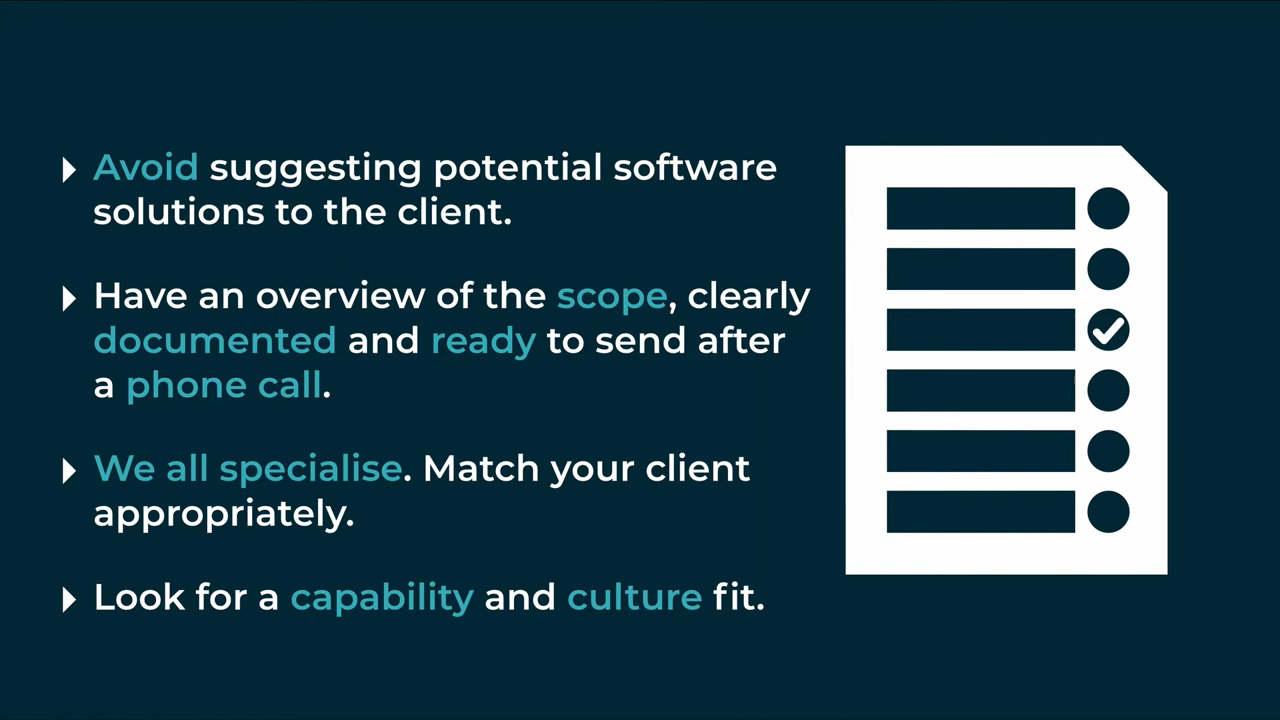 Avoid suggesting potential software
solutions to the client.
Have an overview of the scope, clearly
documented and ready to send after
a phone call.
We all specialise. Match your client
appropriately.
Look for a capability and culture fit.